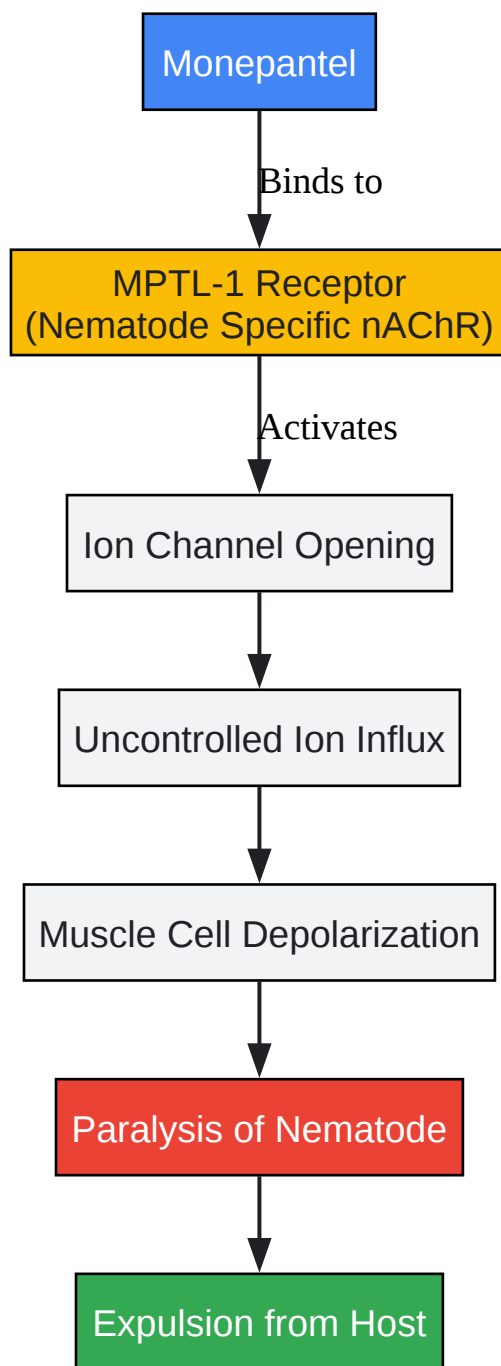 Monepantel
Binds to
MPTL-1 Receptor
(Nematode Specific nAChR)
Activates
Ion Channel Opening
Uncontrolled Ion Influx
Muscle Cell Depolarization
Paralysis of Nematode
Expulsion from Host